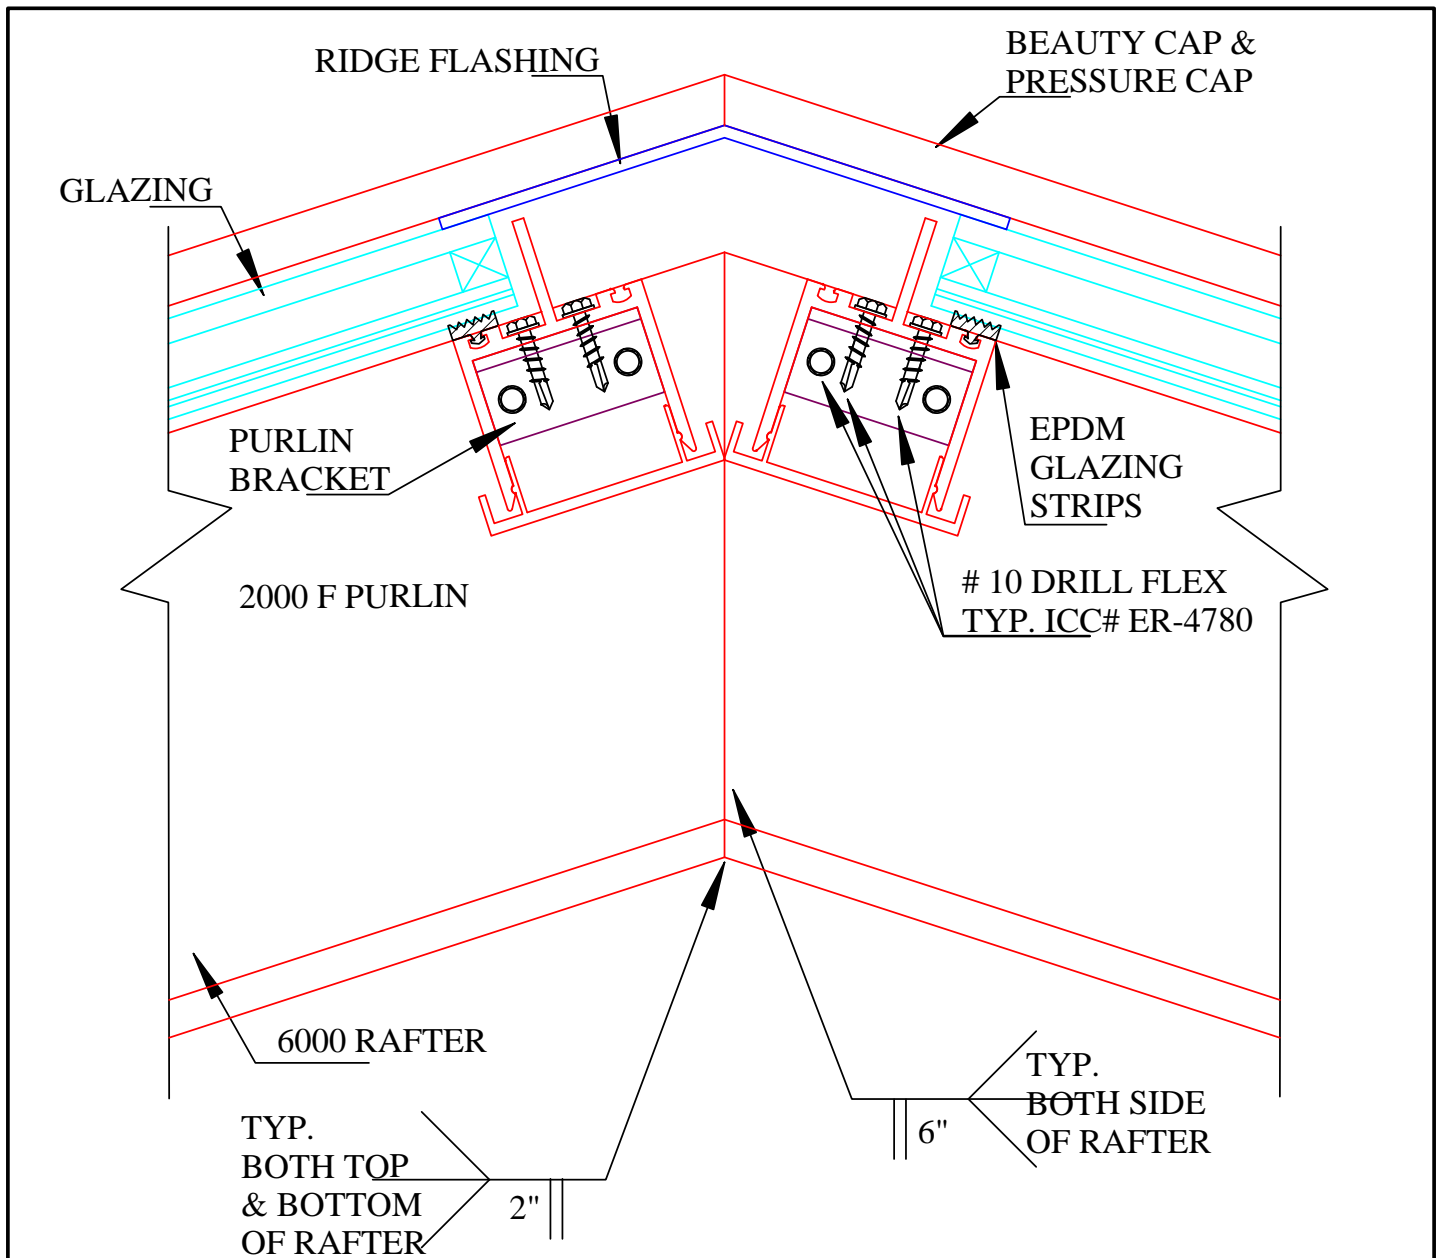 RIDGE FLASHING
BEAUTY CAP &
PRESSURE CAP
GLAZING
PURLIN
BRACKET
EPDM
GLAZING
STRIPS
2000 F PURLIN
# 10 DRILL FLEX
TYP. ICC# ER-4780
6000 RAFTER
TYP.
BOTH SIDE
OF RAFTER
6"
TYP.
BOTH TOP
& BOTTOM
OF RAFTER
2"